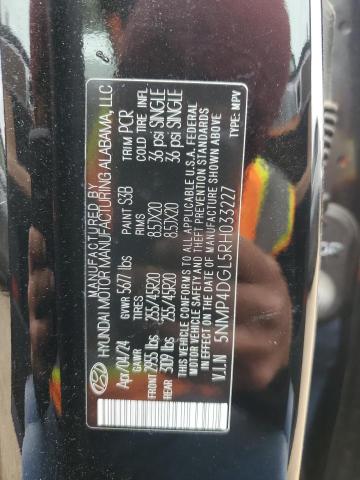 MANUFACTURED BY
HYUNDAI MOTOR MANUFACTURING ALABAMA, LLC
Apr/04/24 GVWR 5677 lbs PAINT S3B TRIM PCR
GAWR TIRES RIMS COLD TIRE INFL.
FRONT 2955 lbs 255/45R20 8.5JX20 36 psi SINGLE
REAR 3109 lbs 255/45R20 8.5JX20 36 psi SINGLE
THIS VEHICLE CONFORMS TO ALL APPLICABLE U.S.A. FEDERAL
MOTOR VEHICLE SAFETY AND THEFT PREVENTION STANDARDS
IN EFFECT ON THE DATE OF MANUFACTURE SHOWN ABOVE.
V.I.N 5NMP4DGL5RH033227 TYPE: MPV